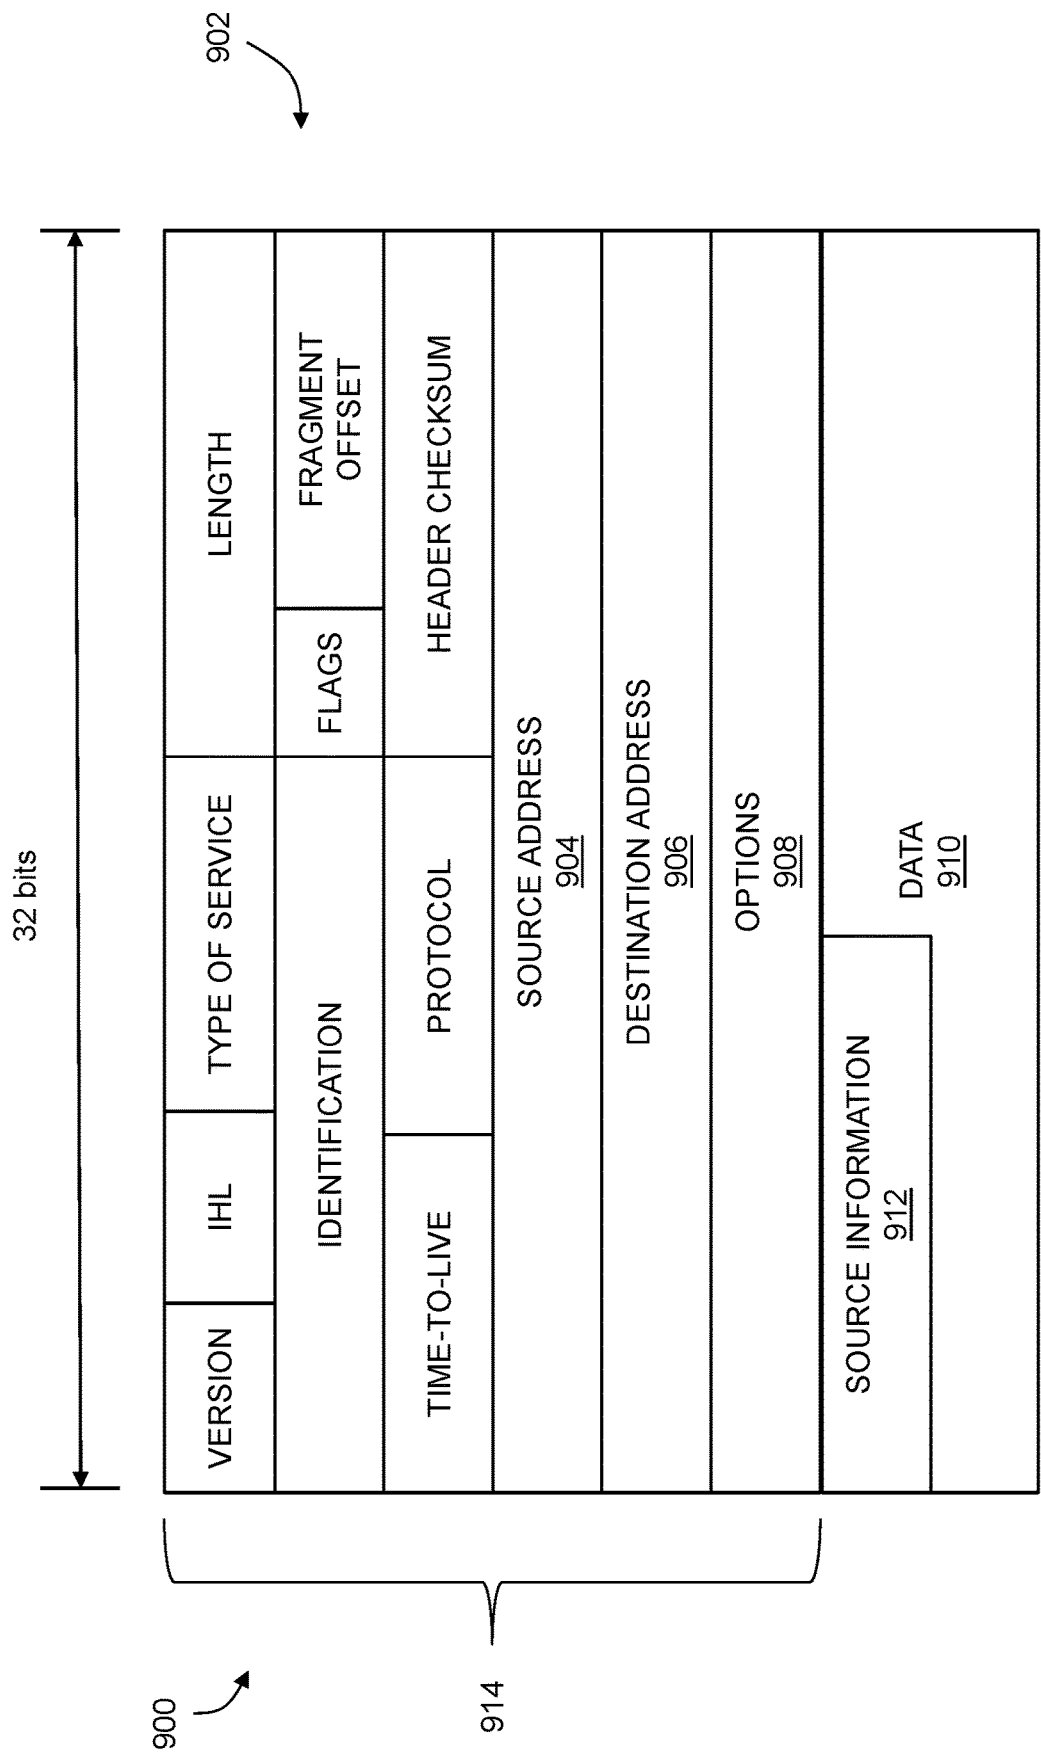 900
902
32 bits
VERSION
IHL
TYPE OF SERVICE
LENGTH
IDENTIFICATION
FLAGS
FRAGMENT
OFFSET
TIME-TO-LIVE
PROTOCOL
HEADER CHECKSUM
914
SOURCE ADDRESS
904
DESTINATION ADDRESS
906
OPTIONS
908
SOURCE INFORMATION
912
DATA
910